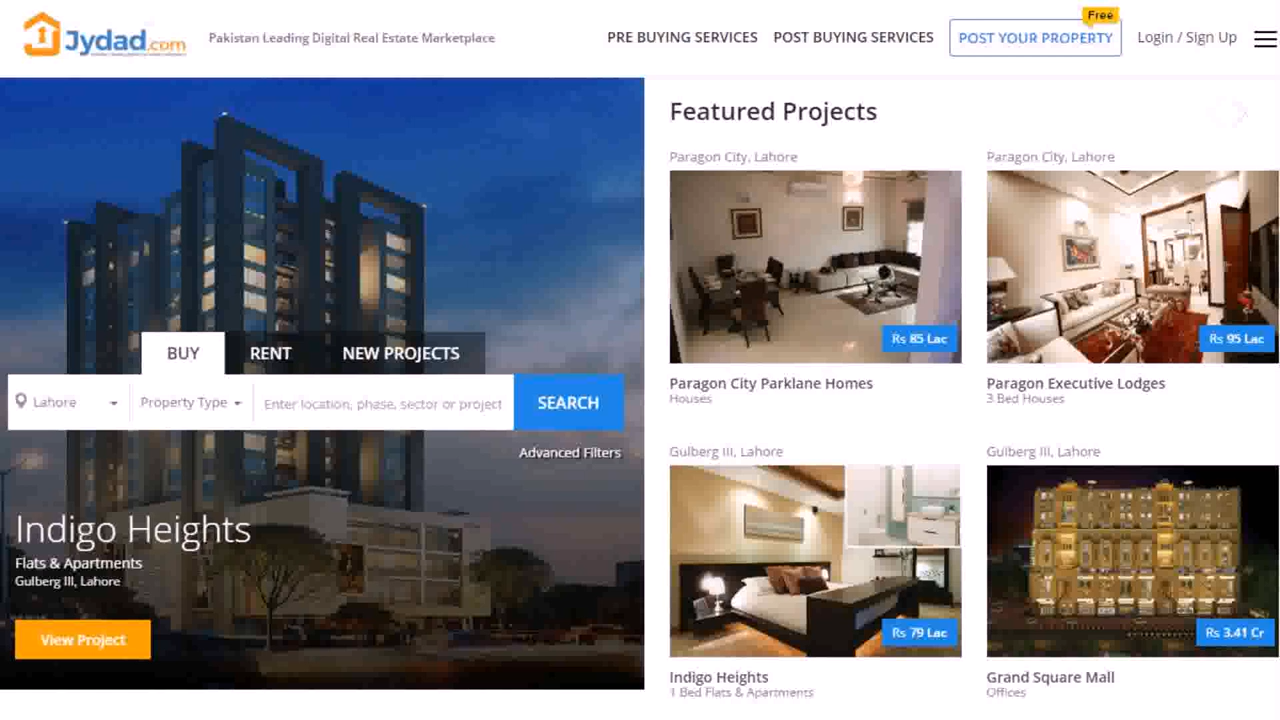 Jydad.com
Pakistan Leading Digital Real Estate Marketplace
PRE BUYING SERVICES
POST BUYING SERVICES
Free
POST YOUR PROPERTY
Login / Sign Up
BUY
RENT
NEW PROJECTS
Lahore
Property Type
Enter location, phase, sector or project
SEARCH
Advanced Filters
Indigo Heights
Flats & Apartments
Gulberg III, Lahore
View Project
Featured Projects
Paragon City, Lahore
Rs 85 Lac
Paragon City Parklane Homes
Houses
Paragon City, Lahore
Rs 95 Lac
Paragon Executive Lodges
3 Bed Houses
Gulberg III, Lahore
Rs 79 Lac
Indigo Heights
1 Bed Flats & Apartments
Gulberg III, Lahore
Rs 3.41 Cr
Grand Square Mall
Offices